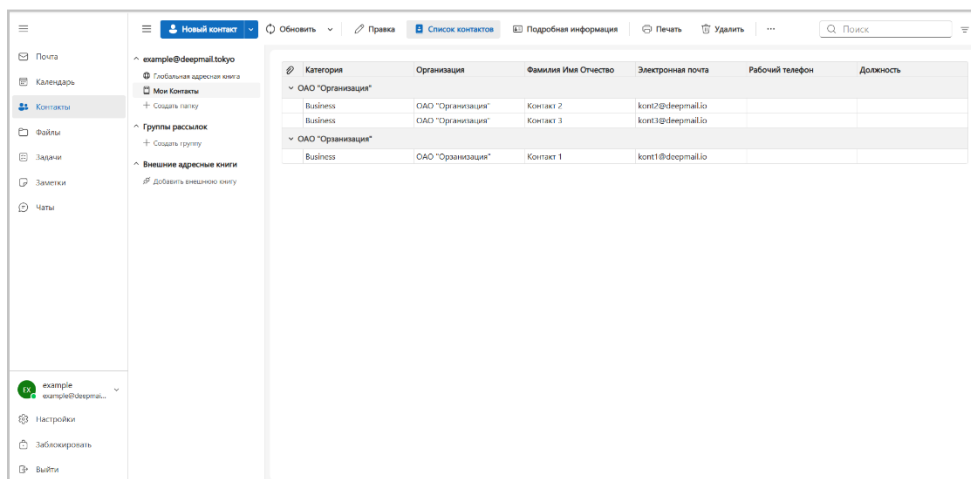 Новый контакт
Обновить
Правка
Список контактов
Подробная информация
Печать
Удалить
Поиск
Почта
Календарь
Контакты
Файлы
Задачи
Заметки
Чаты
example@deepmail.tokyo
Глобальная адресная книга
Мои Контакты
Создать папку
Группы рассылок
Создать группу
Внешние адресные книги
Добавить внешнюю книгу
Категория Организация Фамилия Имя Отчество Электронная почта Рабочий телефон Должность
ОАО "Организация"
Business ОАО "Организация" Контакт 2 kont2@deepmail.io
Business ОАО "Организация" Контакт 3 kont3@deepmail.io
ОАО "Орзанизация"
Business ОАО "Орзанизация" Контакт 1 kont1@deepmail.io
EX
example
example@deepmai...
Настройки
Заблокировать
Выйти